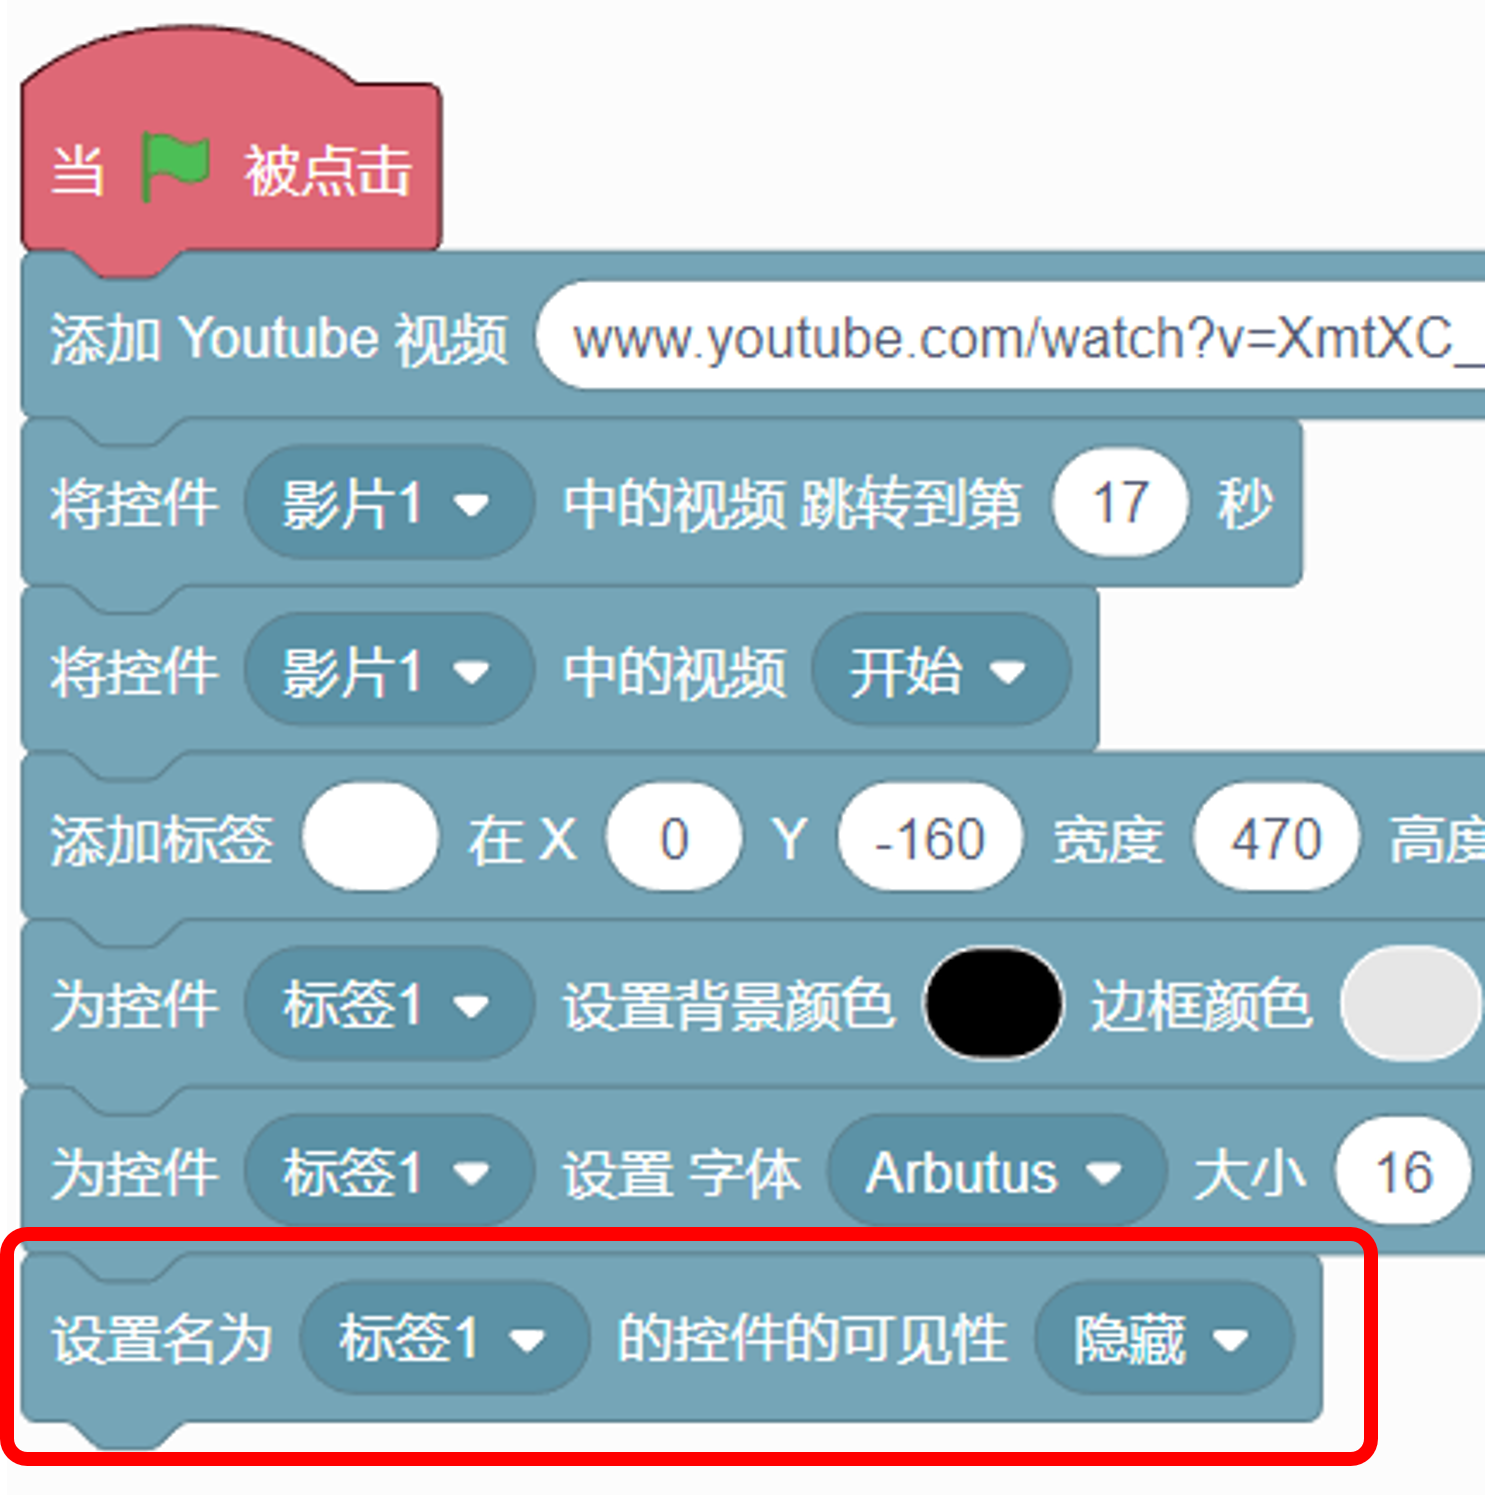 当 被点击
添加 Youtube 视频 www.youtube.com/watch?v=XmtXC_
将控件 影片1 中的视频 跳转到第 17 秒
将控件 影片1 中的视频 开始
添加标签 在 X 0 Y -160 宽度 470 高度
为控件 标签1 设置背景颜色 边框颜色
为控件 标签1 设置 字体 Arbutus 大小 16
设置名为 标签1 的控件的可见性 隐藏